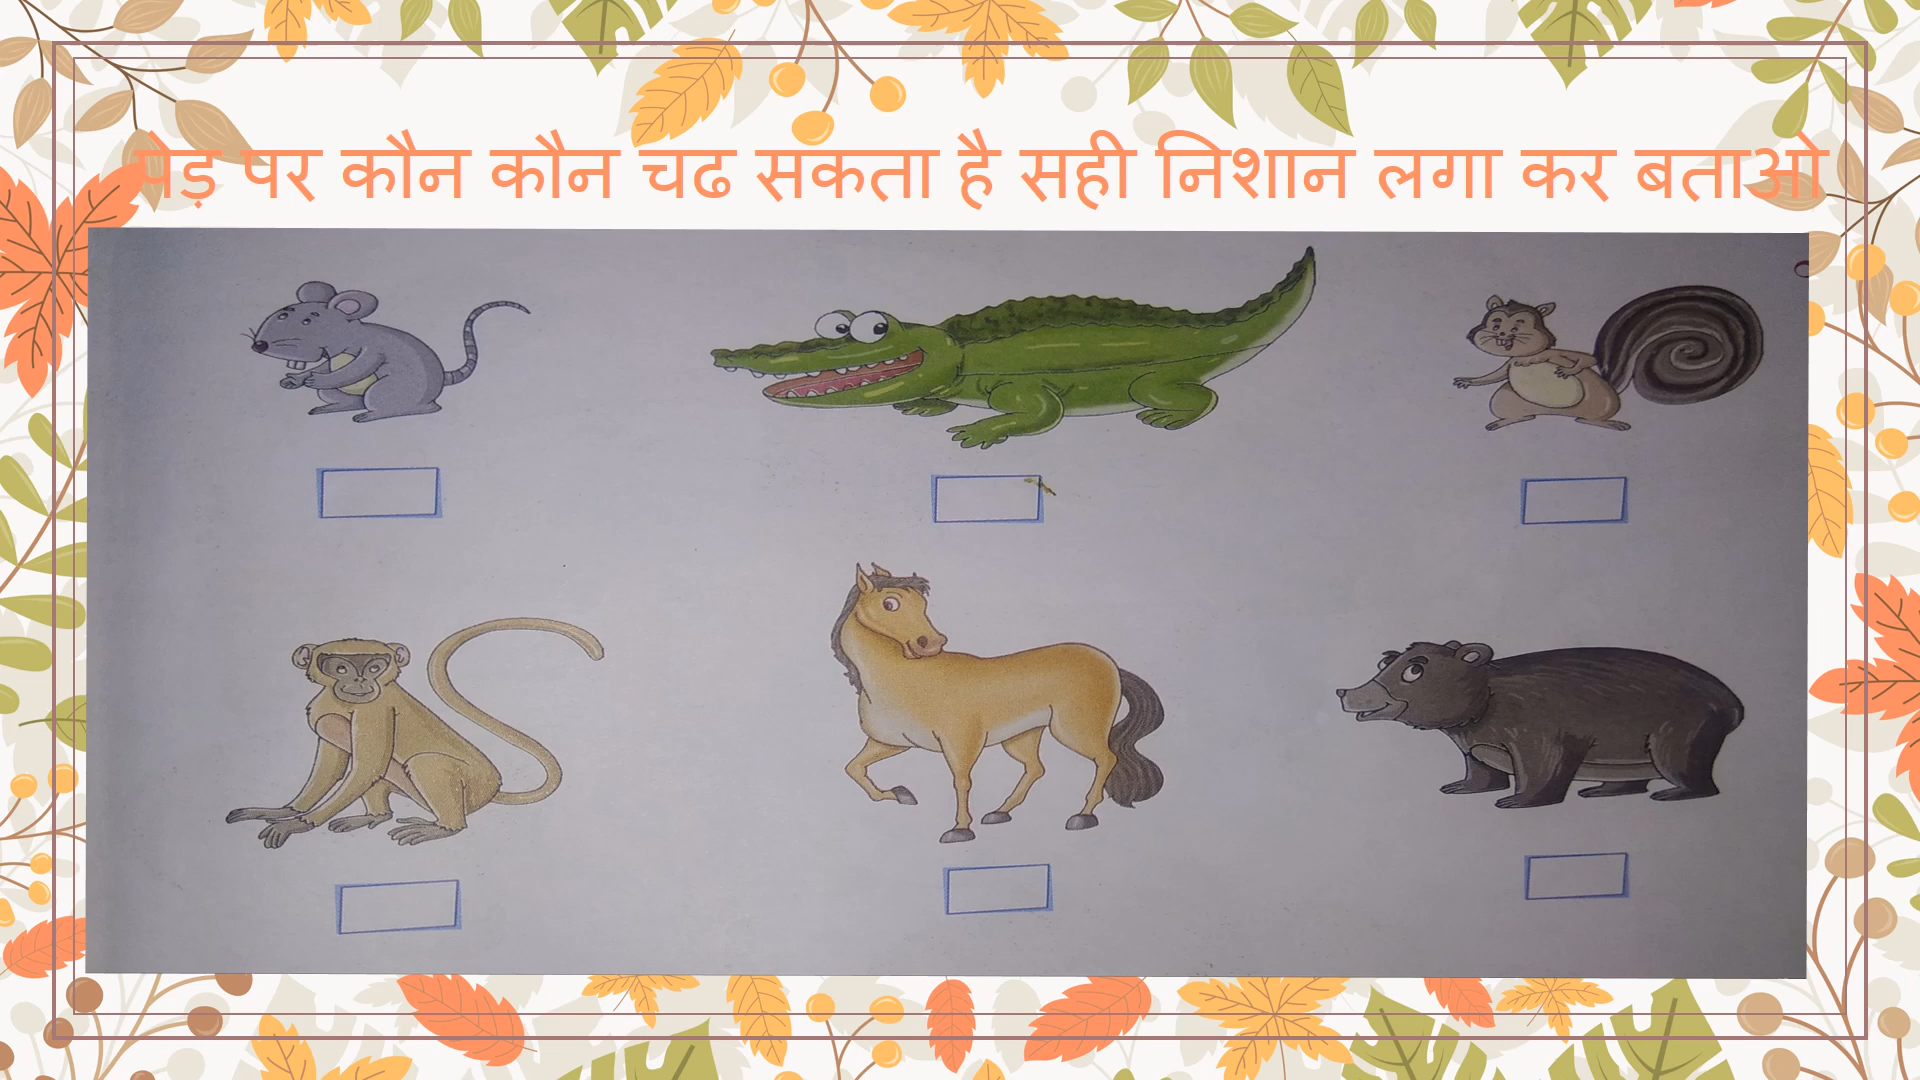 पेड़ पर कौन कौन चढ सकता है सही निशान लगा कर बताओ